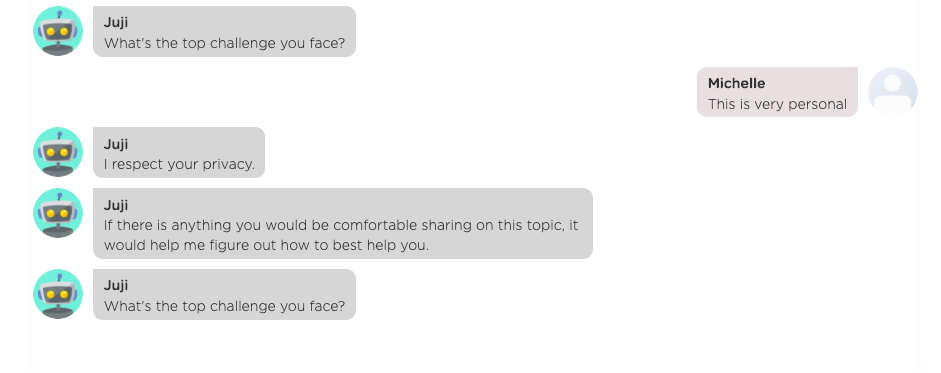 Juji
What's the top challenge you face?
Michelle
This is very personal
Juji
I respect your privacy.
Juji
If there is anything you would be comfortable sharing on this topic, it
would help me figure out how to best help you.
Juji
What's the top challenge you face?